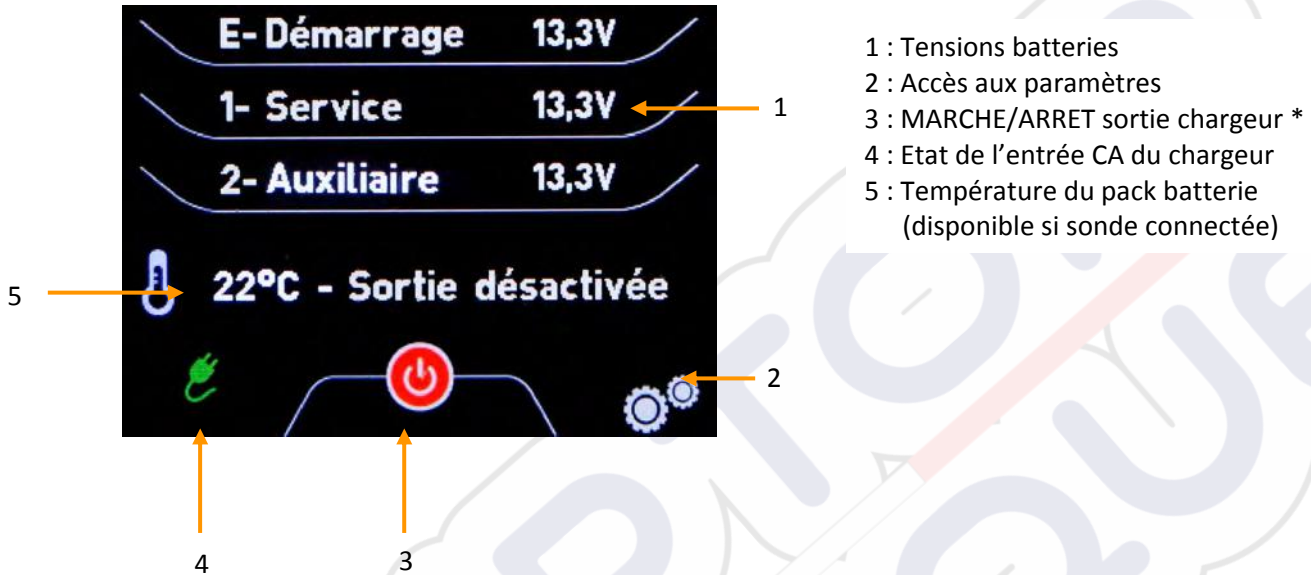 E- Démarrage 13,3V
1- Service 13,3V
2- Auxiliaire 13,3V
22°C - Sortie désactivée
1
2
3
4
5
1 : Tensions batteries
2 : Accès aux paramètres
3 : MARCHE/ARRET sortie chargeur *
4 : Etat de l’entrée CA du chargeur
5 : Température du pack batterie
(disponible si sonde connectée)